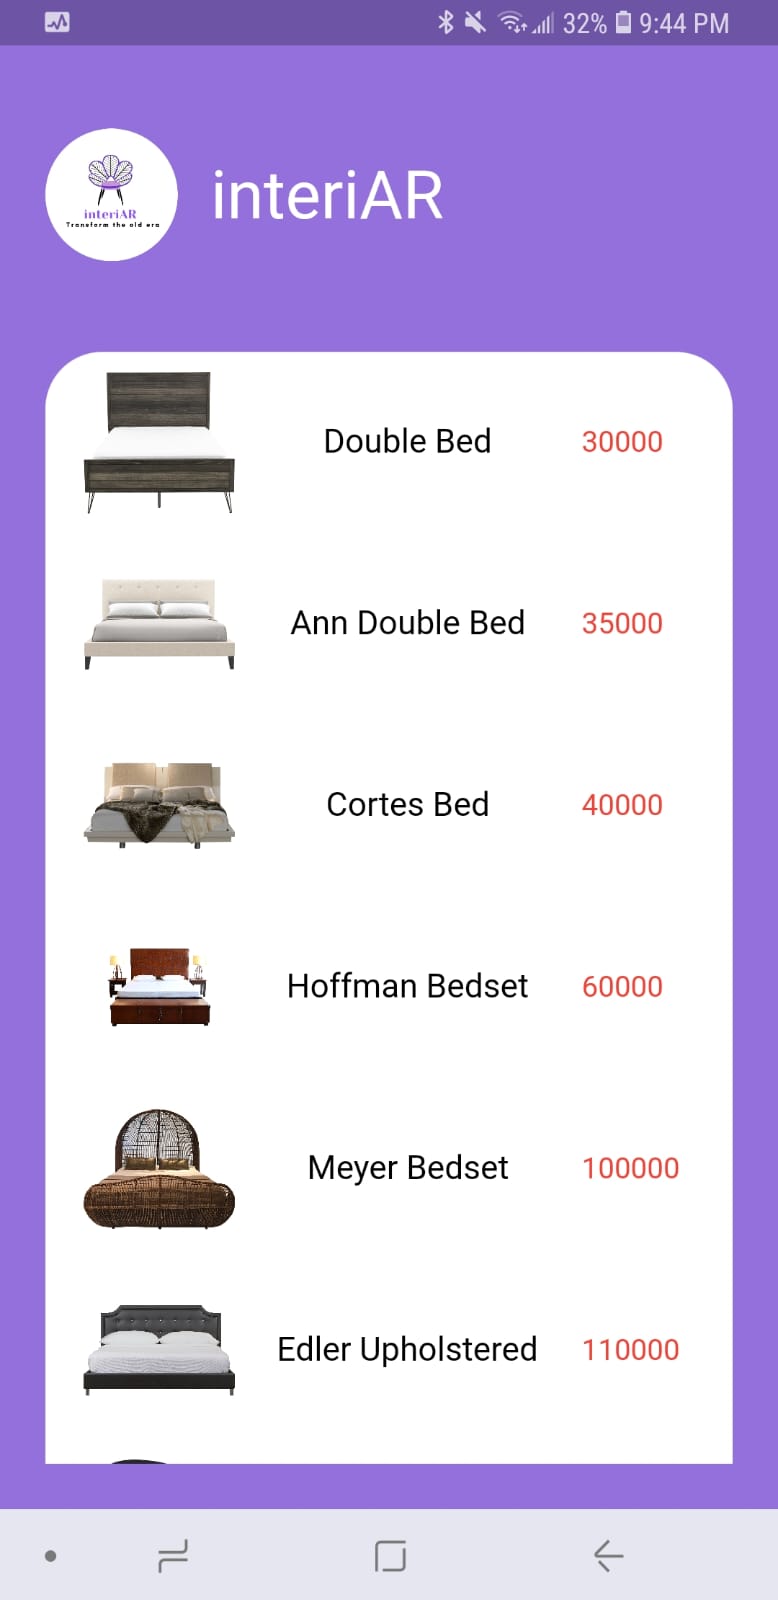 32% 9:44 PM
interiAR
Transform the old era
interiAR
Double Bed 30000
Ann Double Bed 35000
Cortes Bed 40000
Hoffman Bedset 60000
Meyer Bedset 100000
Edler Upholstered 110000